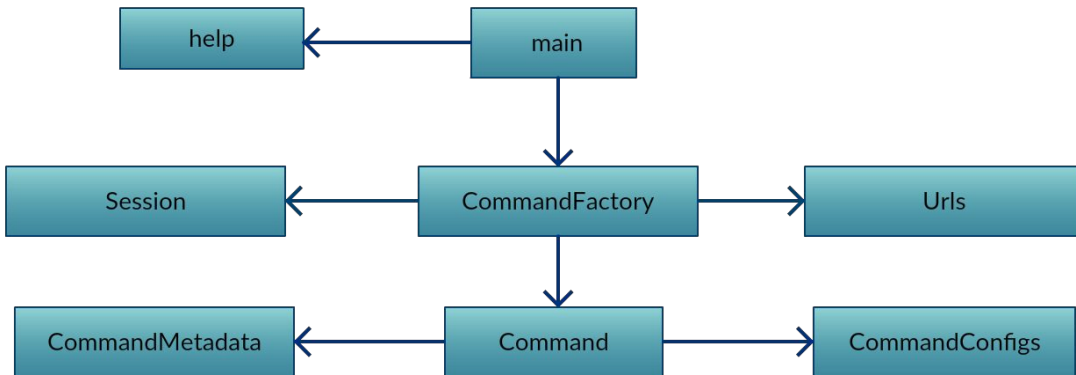 help
main
Session
CommandFactory
Urls
CommandMetadata
Command
CommandConfigs